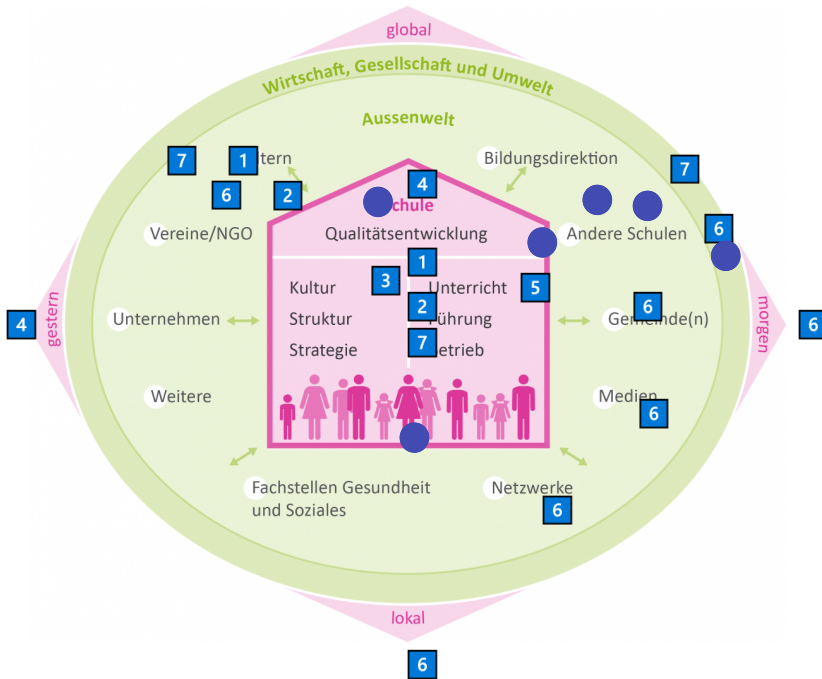 global
Wirtschaft, Gesellschaft und Umwelt
Aussenwelt
7
1
ltern
Bildungsdirektion
7
6
2
4
chule
Vereine/NGO
Qualitätsentwicklung
Andere Schulen
6
1
3
Kultur
Unterricht
5
4
gestern
Unternehmen
Struktur
2
Führung
6
Gemeinde(n)
morgen
6
Strategie
7
etrieb
Weitere
Medien
6
Fachstellen Gesundheit
und Soziales
Netzwerke
6
lokal
6